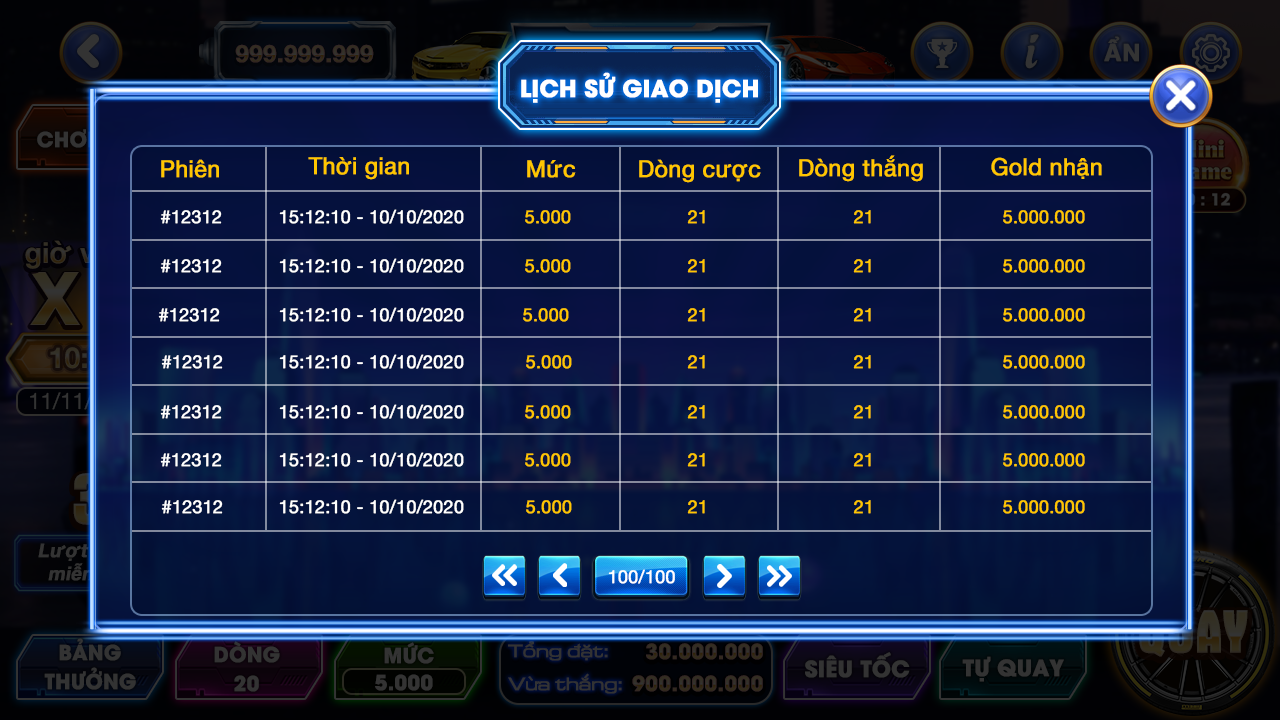 999.999.999
LỊCH SỬ GIAO DỊCH
ẨN
Phiên Thời gian Mức Dòng cược Dòng thắng Gold nhận
#12312 15:12:10 - 10/10/2020 5.000 21 21 5.000.000
#12312 15:12:10 - 10/10/2020 5.000 21 21 5.000.000
#12312 15:12:10 - 10/10/2020 5.000 21 21 5.000.000
#12312 15:12:10 - 10/10/2020 5.000 21 21 5.000.000
#12312 15:12:10 - 10/10/2020 5.000 21 21 5.000.000
#12312 15:12:10 - 10/10/2020 5.000 21 21 5.000.000
#12312 15:12:10 - 10/10/2020 5.000 21 21 5.000.000
100/100
giờ
X
10:
11/11/
: 12
Lượt
BẢNG
THƯỞNG
DÒNG
20
MỨC
5.000
Tổng đặt: 30.000.000
Vừa thắng: 900.000.000
SIÊU TỐC
TỰ QUAY
QUAY